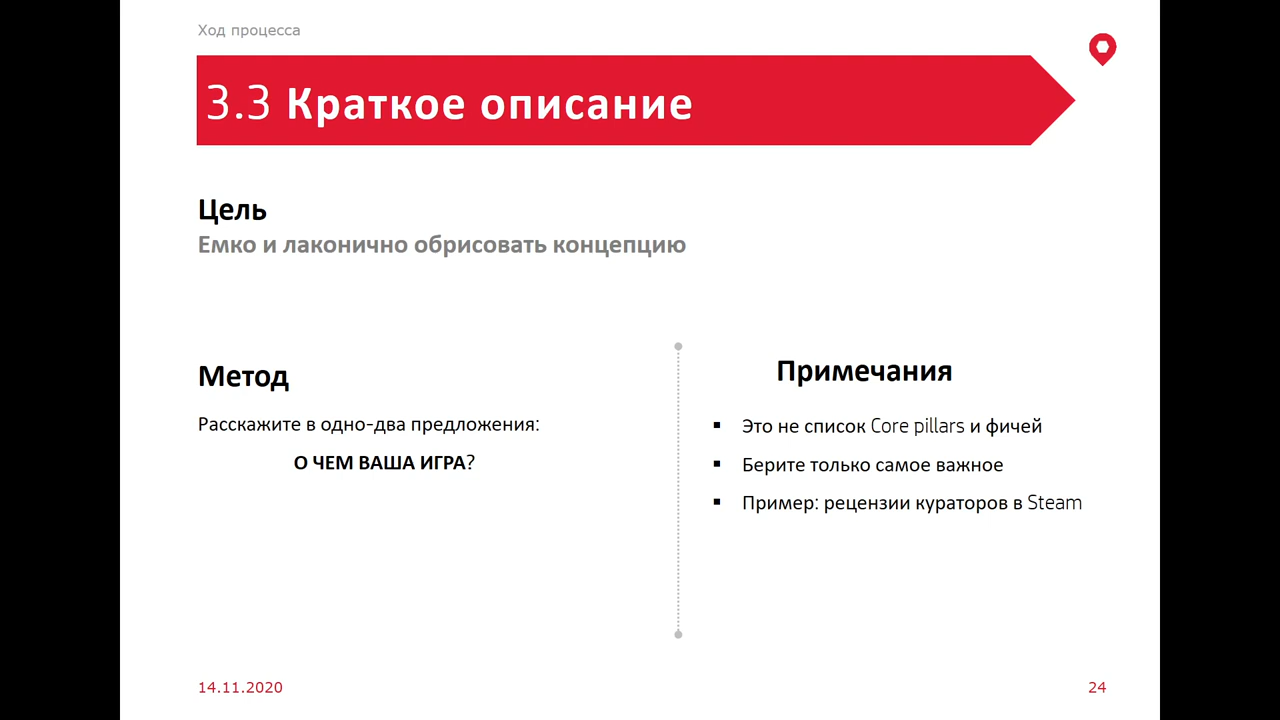 Ход процесса
3.3 Краткое описание
Цель
Емко и лаконично обрисовать концепцию
Метод
Расскажите в одно-два предложения:
О ЧЕМ ВАША ИГРА?
Примечания
▪ Это не список Core pillars и фичей
▪ Берите только самое важное
▪ Пример: рецензии кураторов в Steam
14.11.2020
24